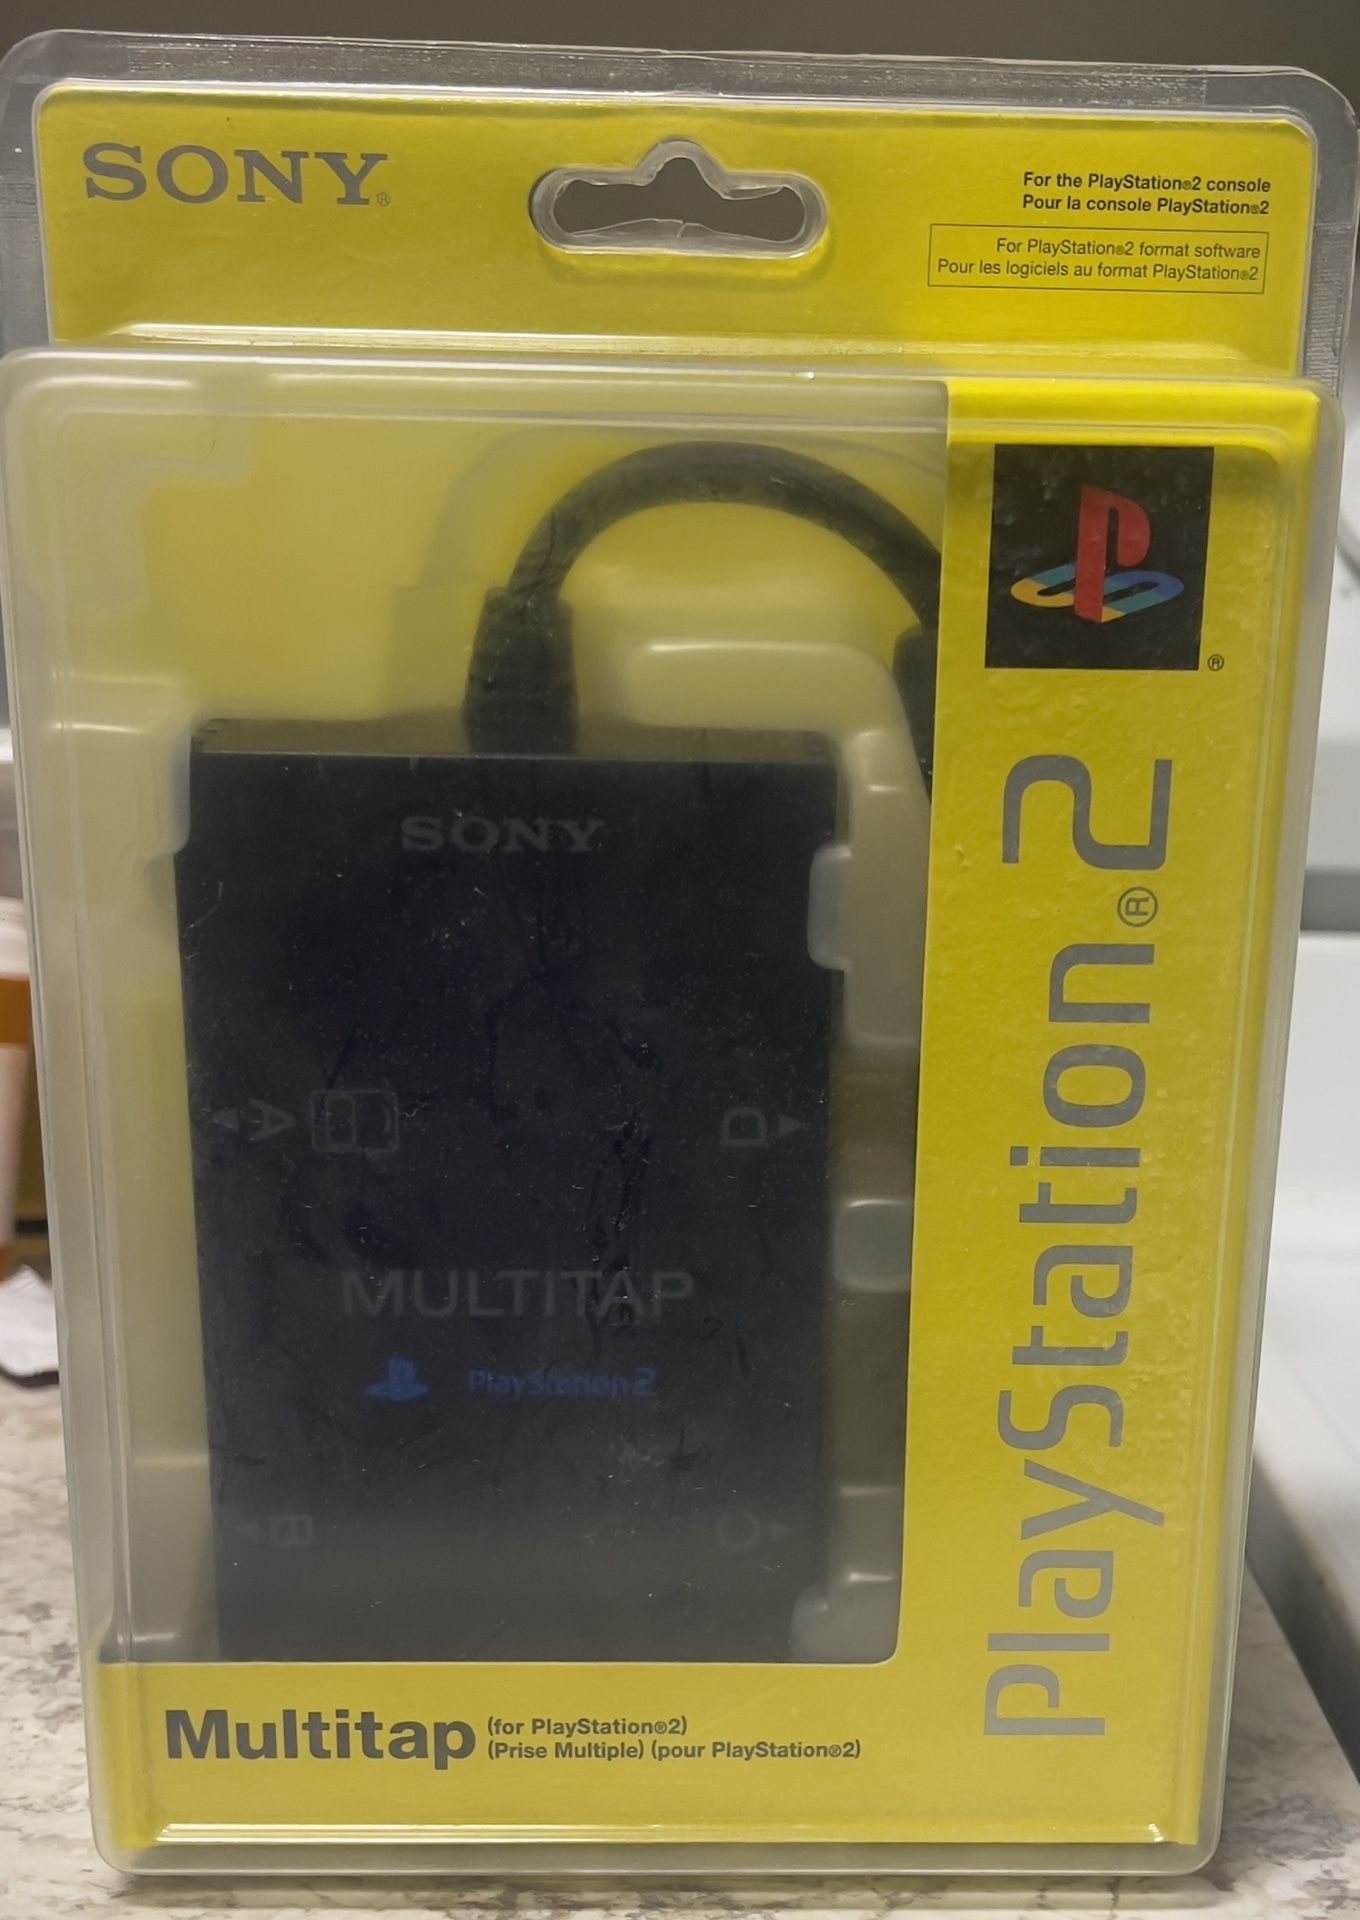 SONY®
For the PlayStation®2 console
Pour la console PlayStation®2
For PlayStation®2 format software
Pour les logiciels au format PlayStation®2
®
PlayStation®2
SONY
A
D
MULTITAP
PlayStation 2
B
C
Multitap (for PlayStation®2)
(Prise Multiple) (pour PlayStation®2)